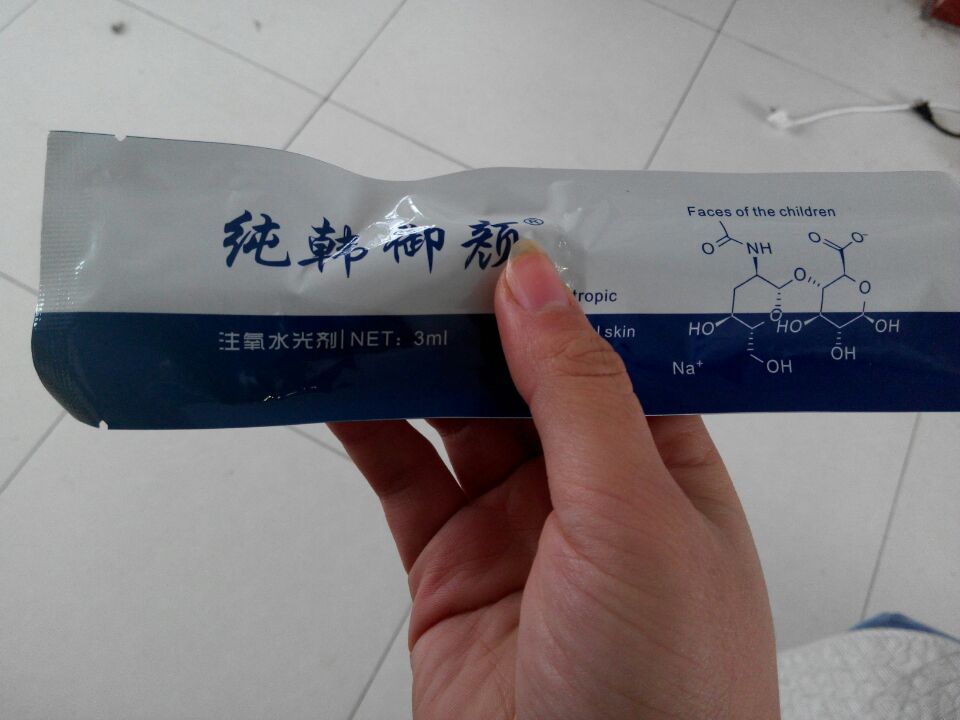 纯韩御颜®
注氧水光剂|NET：3ml
tropic
skin
Faces of the children
O
NH
O
O-
O
O
HO
O
HO
OH
OH
OH
Na+